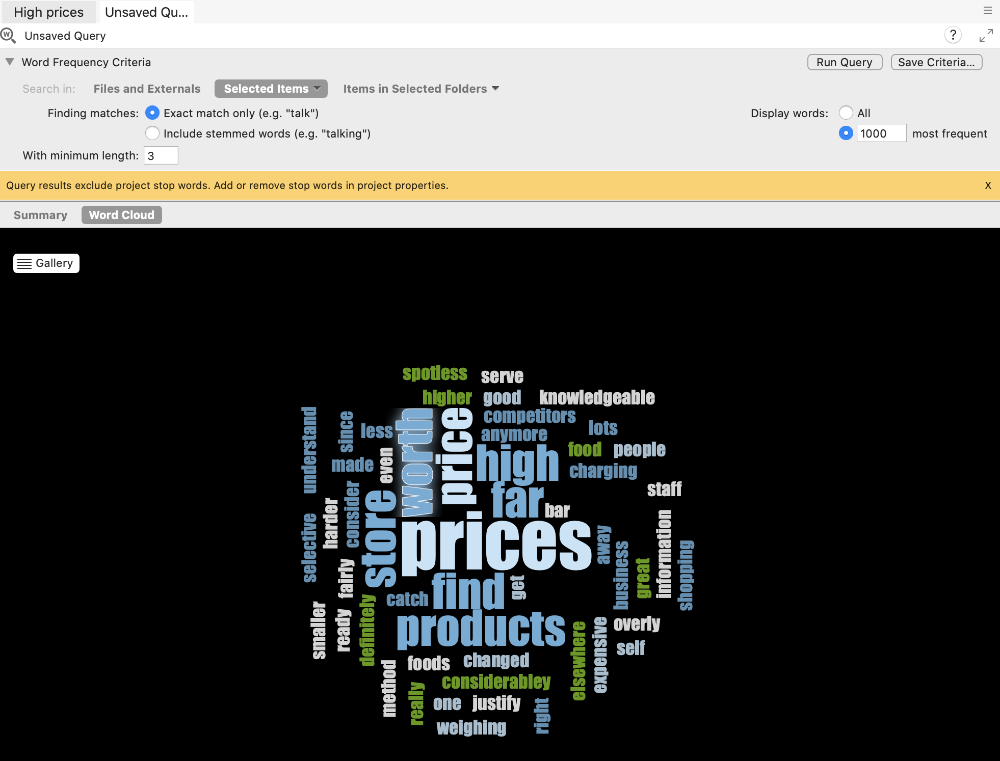 High prices
Unsaved Qu...
Unsaved Query
?
Word Frequency Criteria
Run Query
Save Criteria...
Search in:
Files and Externals
Selected Items
Items in Selected Folders
Finding matches:
Exact match only (e.g. "talk")
Display words:
All
Include stemmed words (e.g. "talking")
1000
most frequent
With minimum length:
3
Query results exclude project stop words. Add or remove stop words in project properties.
X
Summary
Word Cloud
Gallery
spotless
serve
higher
good
knowledgeable
understand
since
less
worth
price
competitors
lots
anymore
made
even
high
food
people
charging
far
staff
bar
selective
harder
consider
store
prices
away
business
great
information
shopping
fairly
find
get
catch
smaller
ready
definitely
products
elsewhere
expensive
overly
self
method
foods
changed
considerabley
really
one
justify
right
weighing